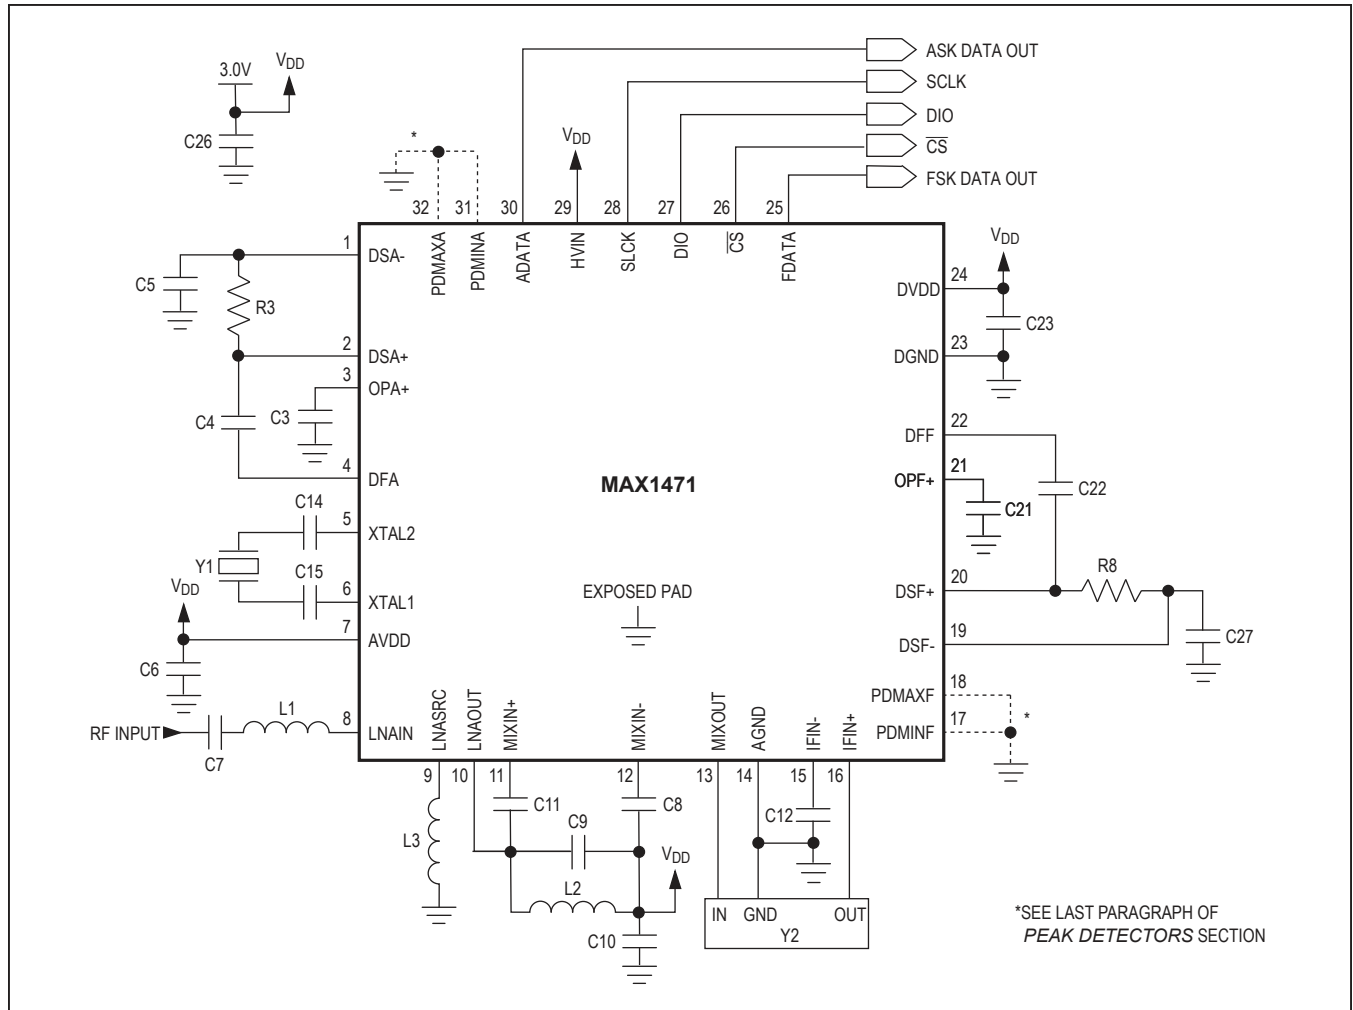 3.0V
VDD
C26
*
VDD
ASK DATA OUT
SCLK
DIO
CS
FSK DATA OUT
32 31 30 29 28 27 26 25
PDMAXA PDMINA ADATA HVIN SLCK DIO CS FDATA
1 DSA-
C5
R3
2 DSA+
3 OPA+
C3
C4
4 DFA
C14
5 XTAL2
Y1
C15
6 XTAL1
VDD
7 AVDD
C6
RF INPUT
C7
L1
8 LNAIN
MAX1471
EXPOSED PAD
VDD
DVDD 24
C23
DGND 23
DFF 22
OPF+ 21
C21
C22
R8
DSF+ 20
DSF- 19
C27
PDMAXF 18
PDMINF 17
*
LNASRC LNAOUT MIXIN+ MIXIN- MIXOUT AGND IFIN- IFIN+
9 10 11 12 13 14 15 16
L3
C11
C9
C8
L2
VDD
C10
C12
IN GND OUT
Y2
*SEE LAST PARAGRAPH OF
PEAK DETECTORS SECTION